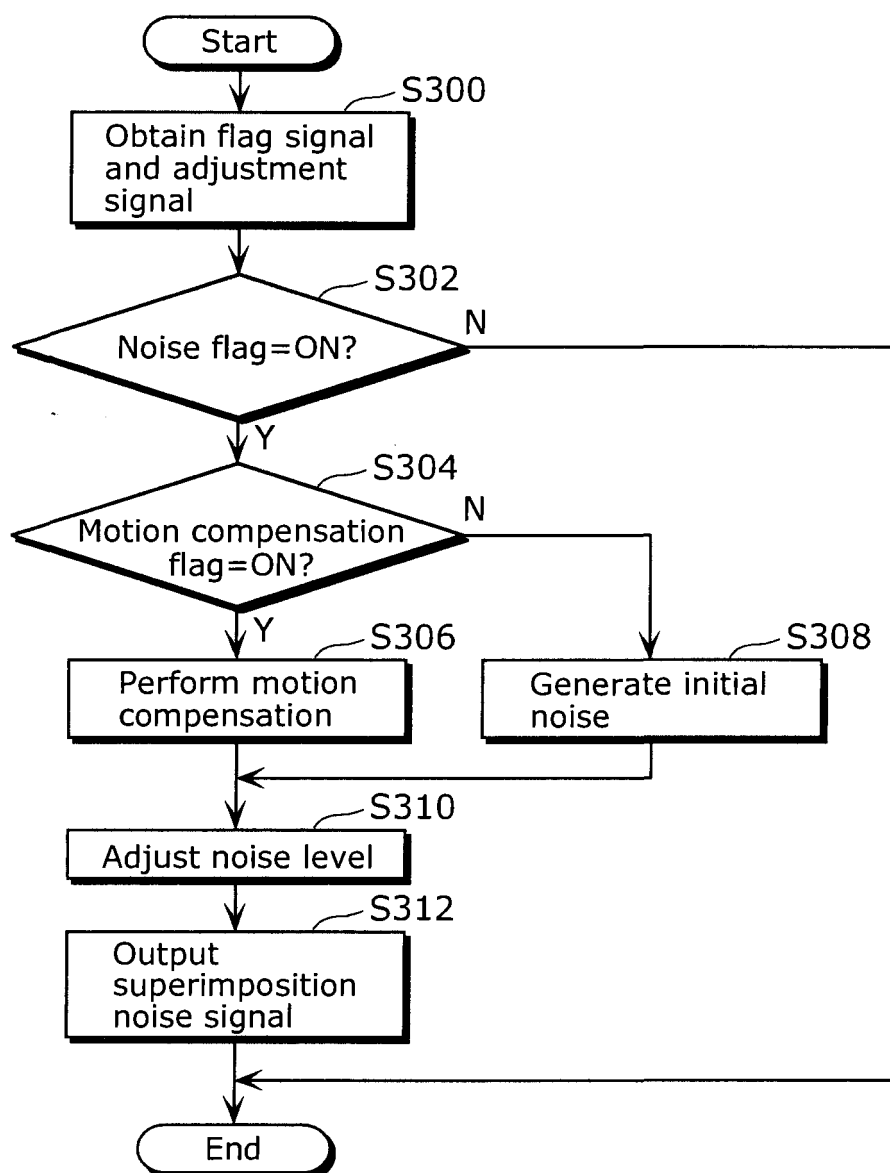 Start
S300
Obtain flag signal
and adjustment
signal
S302
Noise flag=ON?
N
Y
S304
Motion compensation
flag=ON?
N
Y
S306
Perform motion
compensation
S308
Generate initial
noise
S310
Adjust noise level
S312
Output
superimposition
noise signal
End